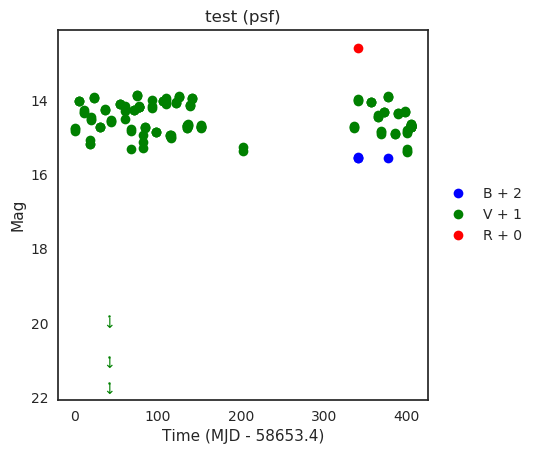 test (psf)
14
16
18
20
22
Mag
0
100
200
300
400
Time (MJD - 58653.4)
B + 2
V + 1
R + 0